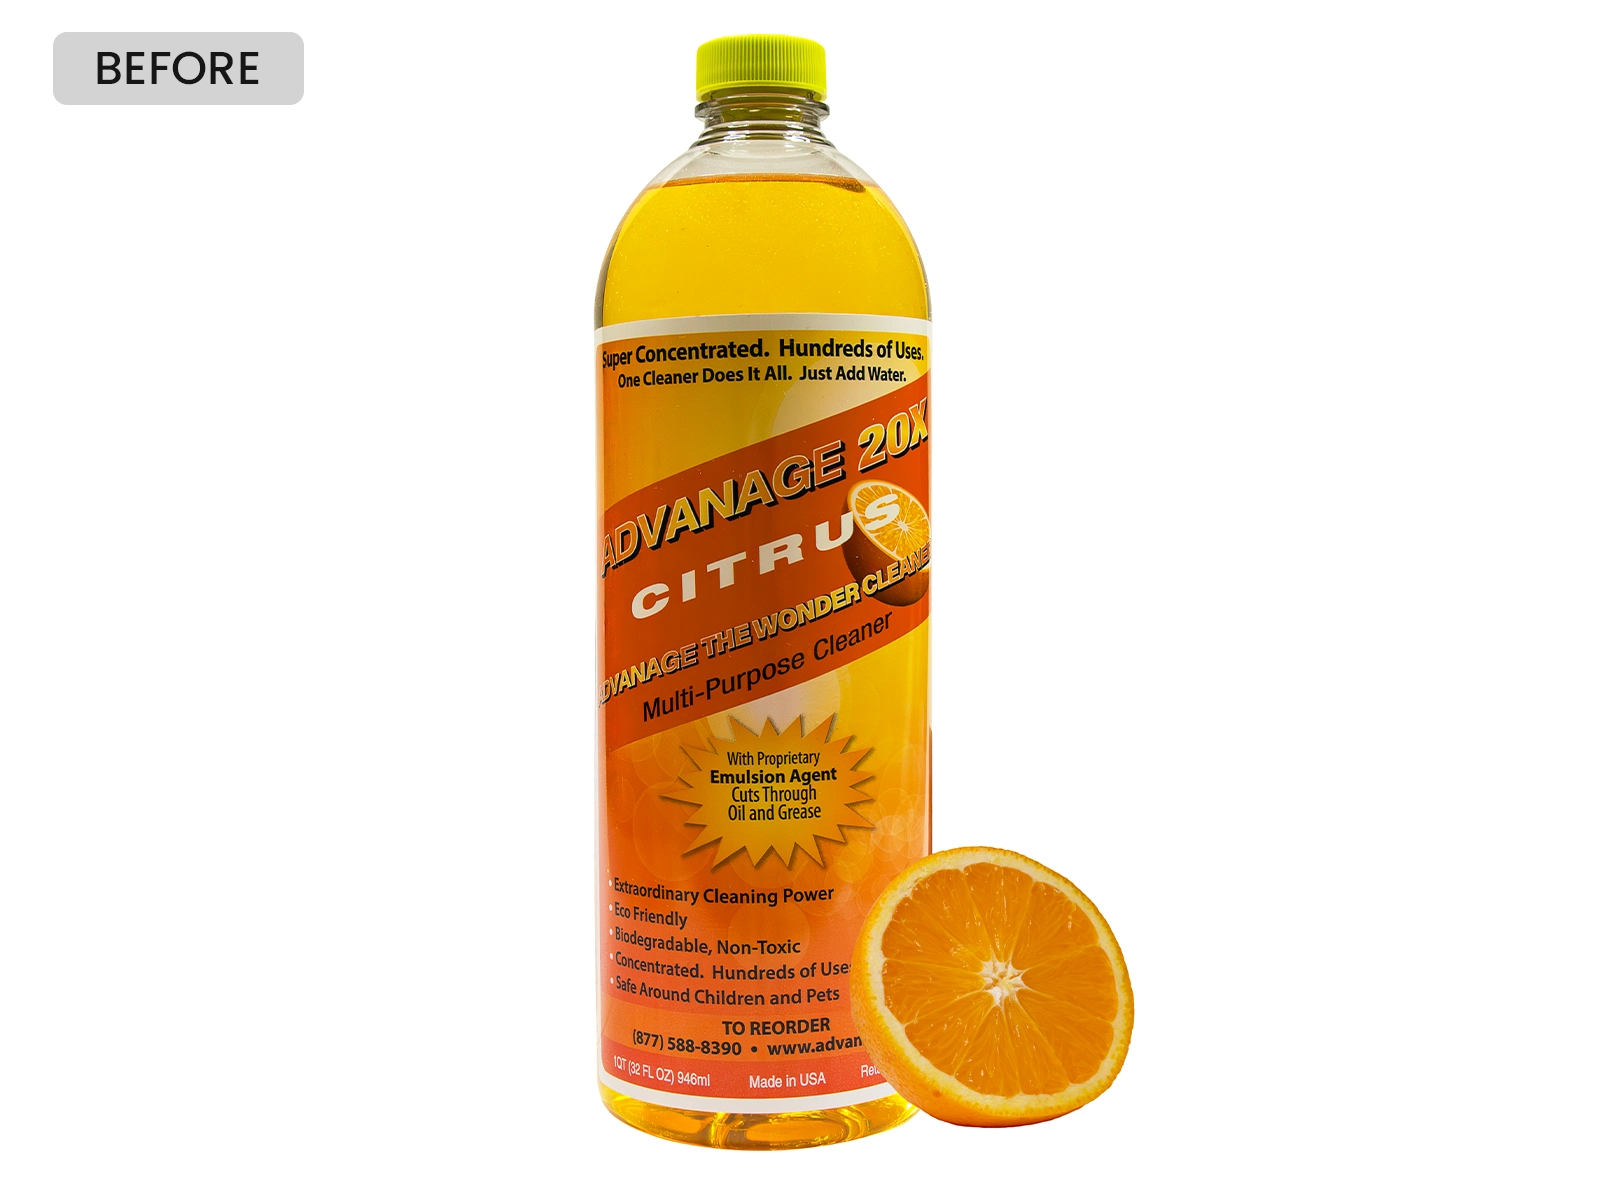 BEFORE
Super Concentrated. Hundreds of Uses.
One Cleaner Does It All. Just Add Water.
ADVANAGE 20X
CITRUS
ADVANAGE THE WONDER CLEANER
Multi-Purpose Cleaner
With Proprietary
Emulsion Agent
Cuts Through
Oil and Grease
• Extraordinary Cleaning Power
• Eco Friendly
• Biodegradable, Non-Toxic
• Concentrated. Hundreds of Uses
• Safe Around Children and Pets
TO REORDER
(877) 588-8390 • www.advan
1QT (32 FL OZ) 946ml Made in USA